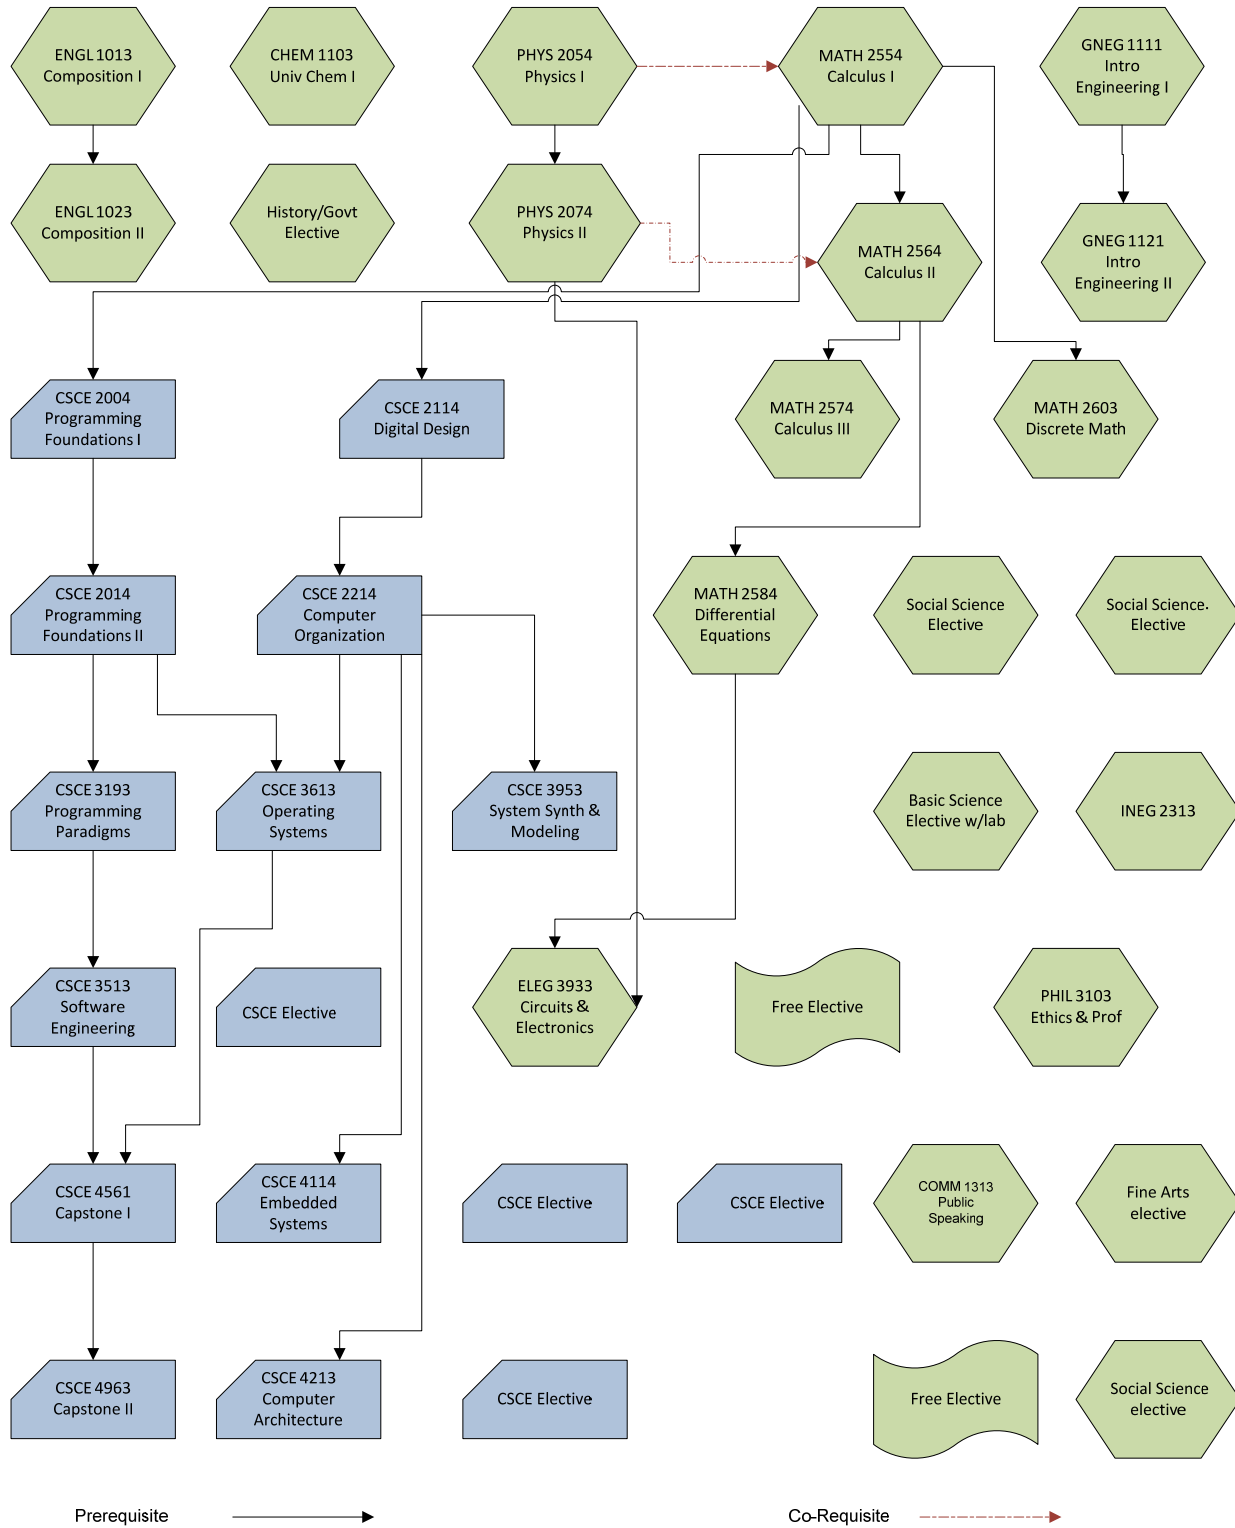 ENGL 1013
Composition I
CHEM 1103
Univ Chem I
PHYS 2054
Physics I
MATH 2554
Calculus I
GNEG 1111
Intro
Engineering I
ENGL 1023
Composition II
History/Govt
Elective
PHYS 2074
Physics II
MATH 2564
Calculus II
GNEG 1121
Intro
Engineering II
CSCE 2004
Programming
Foundations I
CSCE 2114
Digital Design
MATH 2574
Calculus III
MATH 2603
Discrete Math
CSCE 2014
Programming
Foundations II
CSCE 2214
Computer
Organization
MATH 2584
Differential
Equations
Social Science
Elective
Social Science.
Elective
CSCE 3193
Programming
Paradigms
CSCE 3613
Operating
Systems
CSCE 3953
System Synth &
Modeling
Basic Science
Elective w/lab
INEG 2313
CSCE 3513
Software
Engineering
CSCE Elective
ELEG 3933
Circuits &
Electronics
Free Elective
PHIL 3103
Ethics & Prof
CSCE 4561
Capstone I
CSCE 4114
Embedded
Systems
CSCE Elective
CSCE Elective
COMM 1313
Public
Speaking
Fine Arts
elective
CSCE 4963
Capstone II
CSCE 4213
Computer
Architecture
CSCE Elective
Free Elective
Social Science
elective
Prerequisite
Co-Requisite